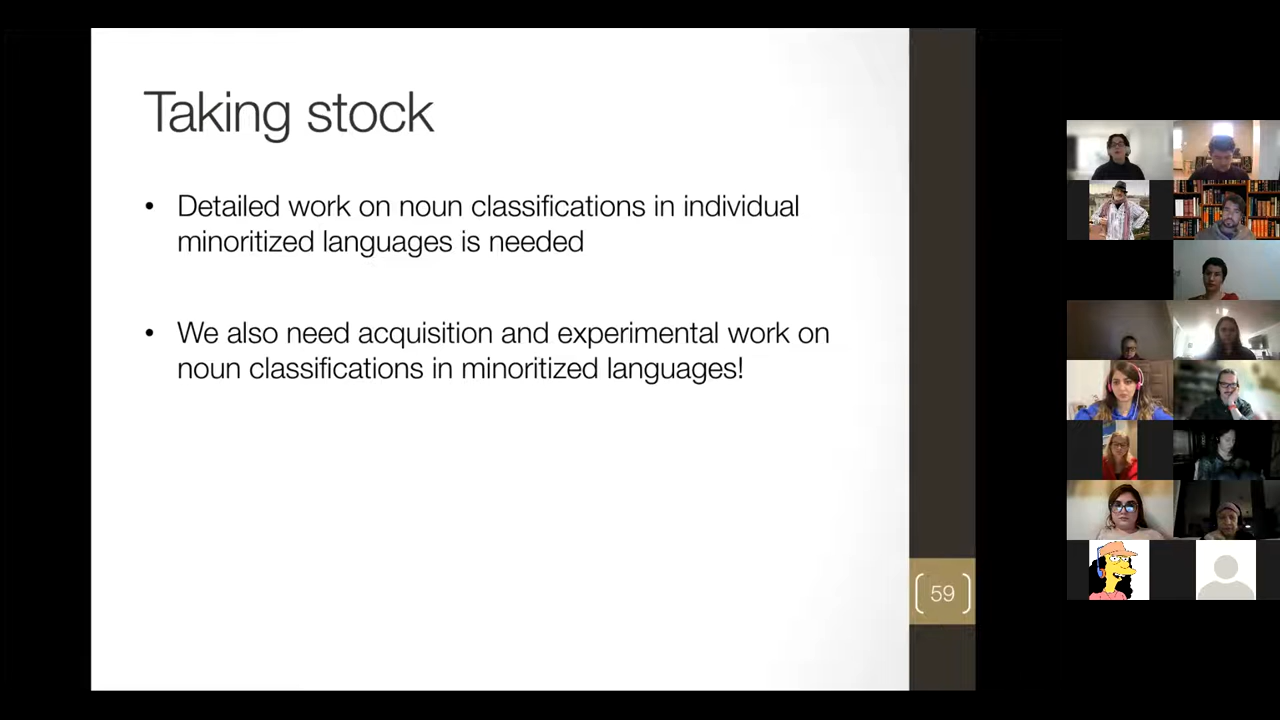 Taking stock
• Detailed work on noun classifications in individual
minoritized languages is needed
• We also need acquisition and experimental work on
noun classifications in minoritized languages!
59